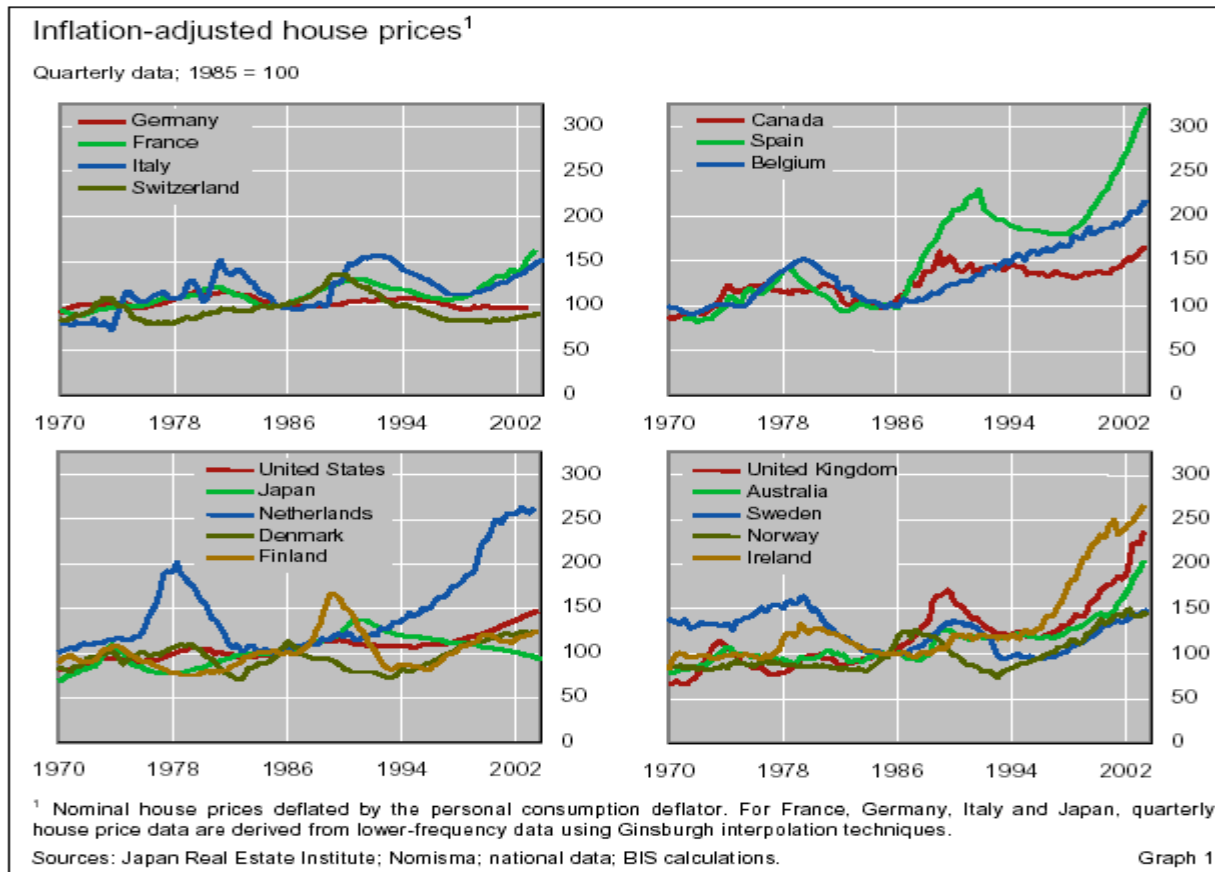 Inflation-adjusted house prices¹
Quarterly data; 1985 = 100
Germany
France
Italy
Switzerland
300
250
200
150
100
50
0
1970 1978 1986 1994 2002
Canada
Spain
Belgium
300
250
200
150
100
50
0
1970 1978 1986 1994 2002
United States
Japan
Netherlands
Denmark
Finland
300
250
200
150
100
50
0
1970 1978 1986 1994 2002
United Kingdom
Australia
Sweden
Norway
Ireland
300
250
200
150
100
50
0
1970 1978 1986 1994 2002
¹ Nominal house prices deflated by the personal consumption deflator. For France, Germany, Italy and Japan, quarterly
house price data are derived from lower-frequency data using Ginsburgh interpolation techniques.
Sources: Japan Real Estate Institute; Nomisma; national data; BIS calculations. Graph 1